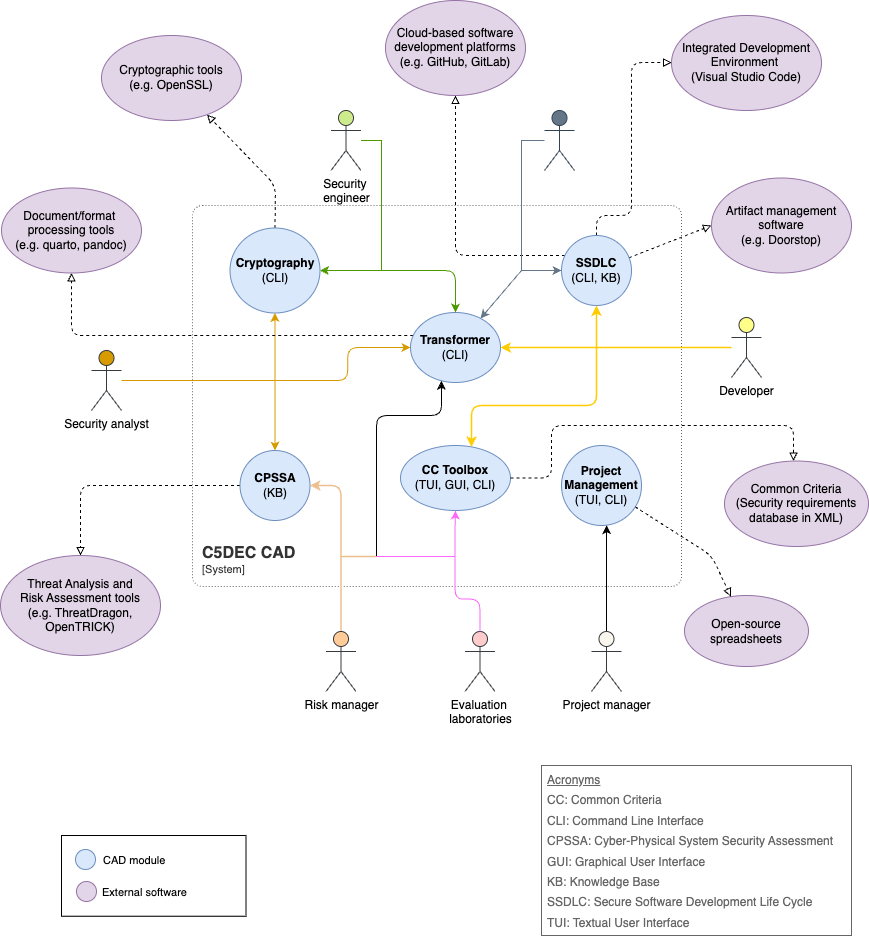 Cloud-based software
development platforms
(e.g. GitHub, GitLab)
Integrated Development
Environment
(Visual Studio Code)
Cryptographic tools
(e.g. OpenSSL)
Security
engineer
Document/format
processing tools
(e.g. quarto, pandoc)
Artifact management
software
(e.g. Doorstop)
Cryptography
(CLI)
SSDLC
(CLI, KB)
Transformer
(CLI)
Developer
Security analyst
CPSSA
(KB)
CC Toolbox
(TUI, GUI, CLI)
Project
Management
(TUI, CLI)
Common Criteria
(Security requirements
database in XML)
C5DEC CAD
[System]
Threat Analysis and
Risk Assessment tools
(e.g. ThreatDragon,
OpenTRICK)
Open-source
spreadsheets
Risk manager
Evaluation
laboratories
Project manager
Acronyms
CC: Common Criteria
CLI: Command Line Interface
CPSSA: Cyber-Physical System Security Assessment
GUI: Graphical User Interface
KB: Knowledge Base
SSDLC: Secure Software Development Life Cycle
TUI: Textual User Interface
CAD module
External software